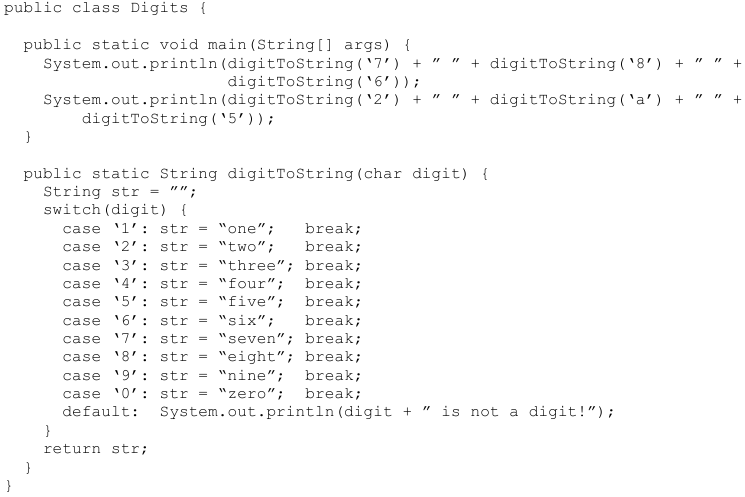 public class Digits {
public static void main(String[] args) {
System.out.println(digitToString(‘7’) + ” ” + digitToString(‘8’) + ” ” +
digitToString(‘6’));
System.out.println(digitToString(‘2’) + ” ” + digitToString(‘a’) + ” ” +
digitToString(‘5’));
}
public static String digitToString(char digit) {
String str = “”;
switch(digit) {
case ‘1’: str = “one”; break;
case ‘2’: str = “two”; break;
case ‘3’: str = “three”; break;
case ‘4’: str = “four”; break;
case ‘5’: str = “five”; break;
case ‘6’: str = “six”; break;
case ‘7’: str = “seven”; break;
case ‘8’: str = “eight”; break;
case ‘9’: str = “nine”; break;
case ‘0’: str = “zero”; break;
default: System.out.println(digit + ” is not a digit!”);
}
return str;
}
}